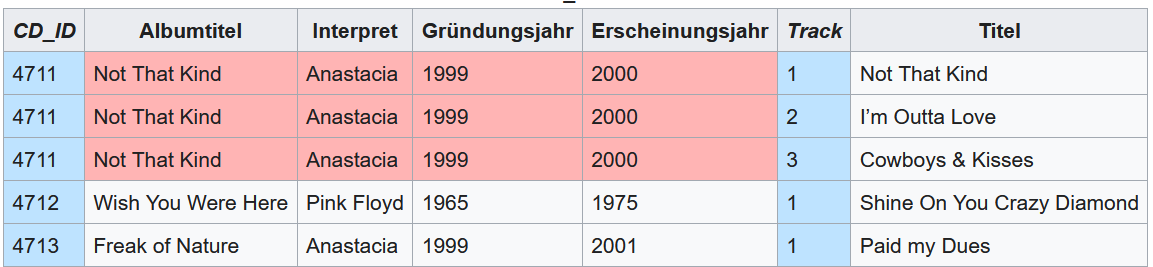 CD_ID Albumtitel Interpret Gründungsjahr Erscheinungsjahr Track Titel
4711 Not That Kind Anastacia 1999 2000 1 Not That Kind
4711 Not That Kind Anastacia 1999 2000 2 I’m Outta Love
4711 Not That Kind Anastacia 1999 2000 3 Cowboys & Kisses
4712 Wish You Were Here Pink Floyd 1965 1975 1 Shine On You Crazy Diamond
4713 Freak of Nature Anastacia 1999 2001 1 Paid my Dues